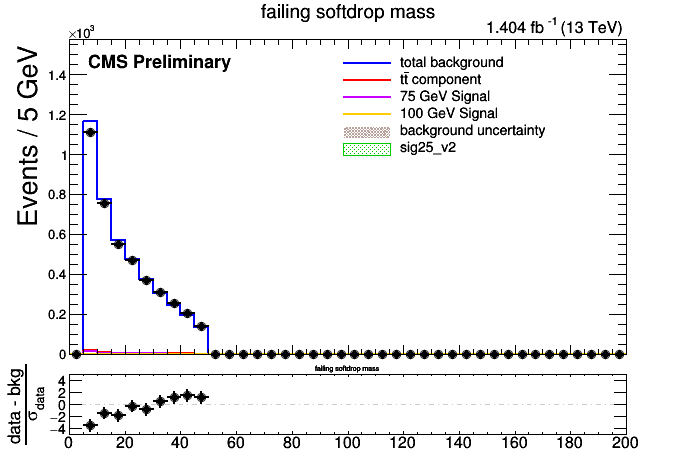 failing softdrop mass
×10³
1.404 fb⁻¹ (13 TeV)
CMS Preliminary
total background
tt̄ component
75 GeV Signal
100 GeV Signal
background uncertainty
sig25_v2
Events / 5 GeV
1.4
1.2
1
0.8
0.6
0.4
0.2
0
failing softdrop mass
data - bkg
σ data
4
2
0
−2
−4
0 20 40 60 80 100 120 140 160 180 200